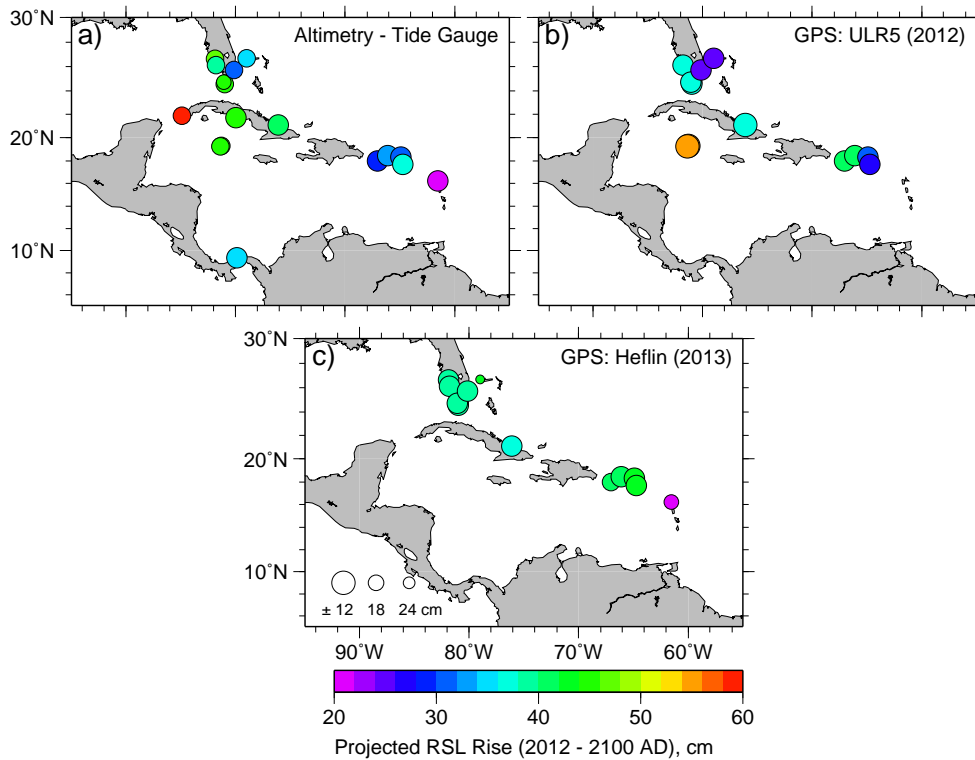 30˚N
a)
Altimetry - Tide Gauge
b)
GPS: ULR5 (2012)
20˚N
10˚N
30˚N
c)
GPS: Heflin (2013)
20˚N
10˚N
± 12 18 24 cm
90˚W 80˚W 70˚W 60˚W
20 30 40 50 60
Projected RSL Rise (2012 - 2100 AD), cm